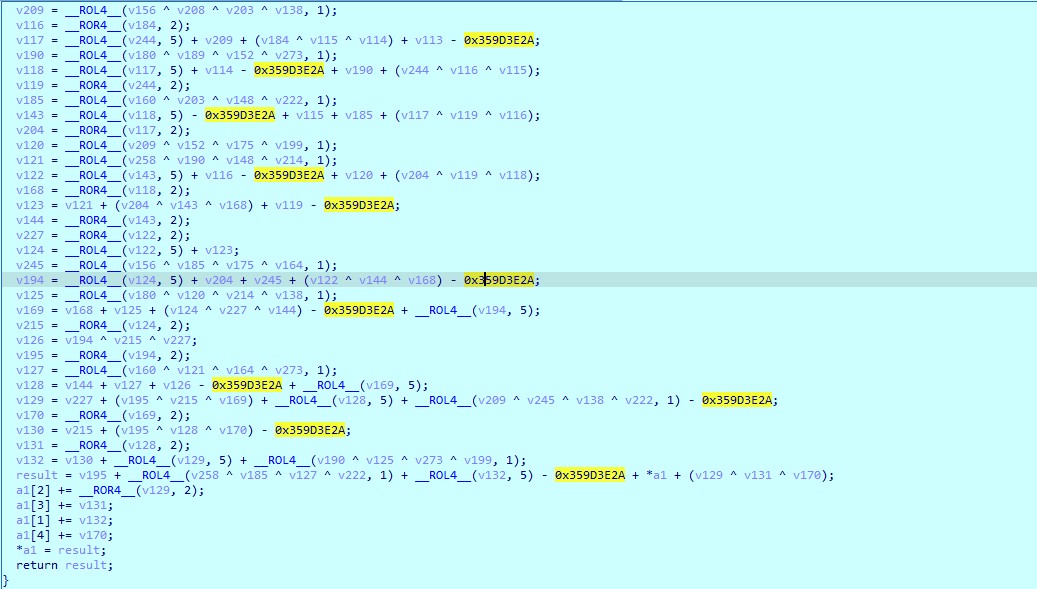 v209 = __ROL4__(v156 ^ v208 ^ v203 ^ v138, 1);
v116 = __ROR4__(v184, 2);
v117 = __ROL4__(v244, 5) + v209 + (v184 ^ v115 ^ v114) + v113 - 0x359D3E2A;
v190 = __ROL4__(v180 ^ v189 ^ v152 ^ v273, 1);
v118 = __ROL4__(v117, 5) + v114 - 0x359D3E2A + v190 + (v244 ^ v116 ^ v115);
v119 = __ROR4__(v244, 2);
v185 = __ROL4__(v160 ^ v203 ^ v148 ^ v222, 1);
v143 = __ROL4__(v118, 5) - 0x359D3E2A + v115 + v185 + (v117 ^ v119 ^ v116);
v204 = __ROR4__(v117, 2);
v120 = __ROL4__(v209 ^ v152 ^ v175 ^ v199, 1);
v121 = __ROL4__(v258 ^ v190 ^ v148 ^ v214, 1);
v122 = __ROL4__(v143, 5) + v116 - 0x359D3E2A + v120 + (v204 ^ v119 ^ v118);
v168 = __ROR4__(v118, 2);
v123 = v121 + (v204 ^ v143 ^ v168) + v119 - 0x359D3E2A;
v144 = __ROR4__(v143, 2);
v227 = __ROR4__(v122, 2);
v124 = __ROL4__(v122, 5) + v123;
v245 = __ROL4__(v156 ^ v185 ^ v175 ^ v164, 1);
v194 = __ROL4__(v124, 5) + v204 + v245 + (v122 ^ v144 ^ v168) - 0x359D3E2A;
v125 = __ROL4__(v180 ^ v120 ^ v214 ^ v138, 1);
v169 = v168 + v125 + (v124 ^ v227 ^ v144) - 0x359D3E2A + __ROL4__(v194, 5);
v215 = __ROR4__(v124, 2);
v126 = v194 ^ v215 ^ v227;
v195 = __ROR4__(v194, 2);
v127 = __ROL4__(v160 ^ v121 ^ v164 ^ v273, 1);
v128 = v144 + v127 + v126 - 0x359D3E2A + __ROL4__(v169, 5);
v129 = v227 + (v195 ^ v215 ^ v169) + __ROL4__(v128, 5) + __ROL4__(v209 ^ v245 ^ v138 ^ v222, 1) - 0x359D3E2A;
v170 = __ROR4__(v169, 2);
v130 = v215 + (v195 ^ v128 ^ v170) - 0x359D3E2A;
v131 = __ROR4__(v128, 2);
v132 = v130 + __ROL4__(v129, 5) + __ROL4__(v190 ^ v125 ^ v273 ^ v199, 1);
result = v195 + __ROL4__(v258 ^ v185 ^ v127 ^ v222, 1) + __ROL4__(v132, 5) - 0x359D3E2A + *a1 + (v129 ^ v131 ^ v170);
a1[2] += __ROR4__(v129, 2);
a1[3] += v131;
a1[1] += v132;
a1[4] += v170;
*a1 = result;
return result;
}